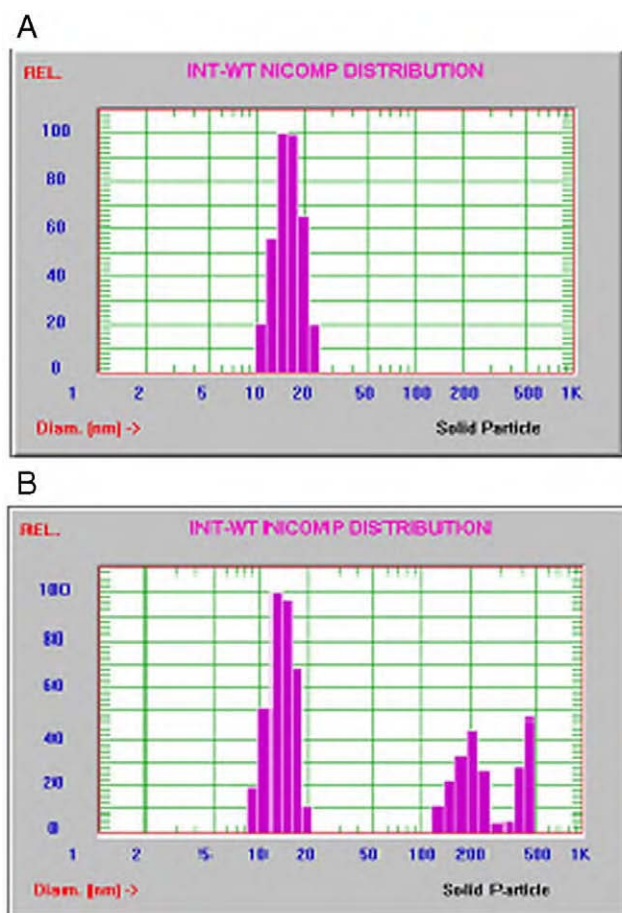 A
REL. INT-WT NICOMP DISTRIBUTION
100
80
60
40
20
0
1 2 5 10 20 50 100 200 500 1K
Diam. [nm] -> Solid Particle
B
REL. INT-WT NICOMP DISTRIBUTION
100
80
60
40
20
0
1 2 5 10 20 50 100 200 500 1K
Diam. [nm] -> Solid Particle